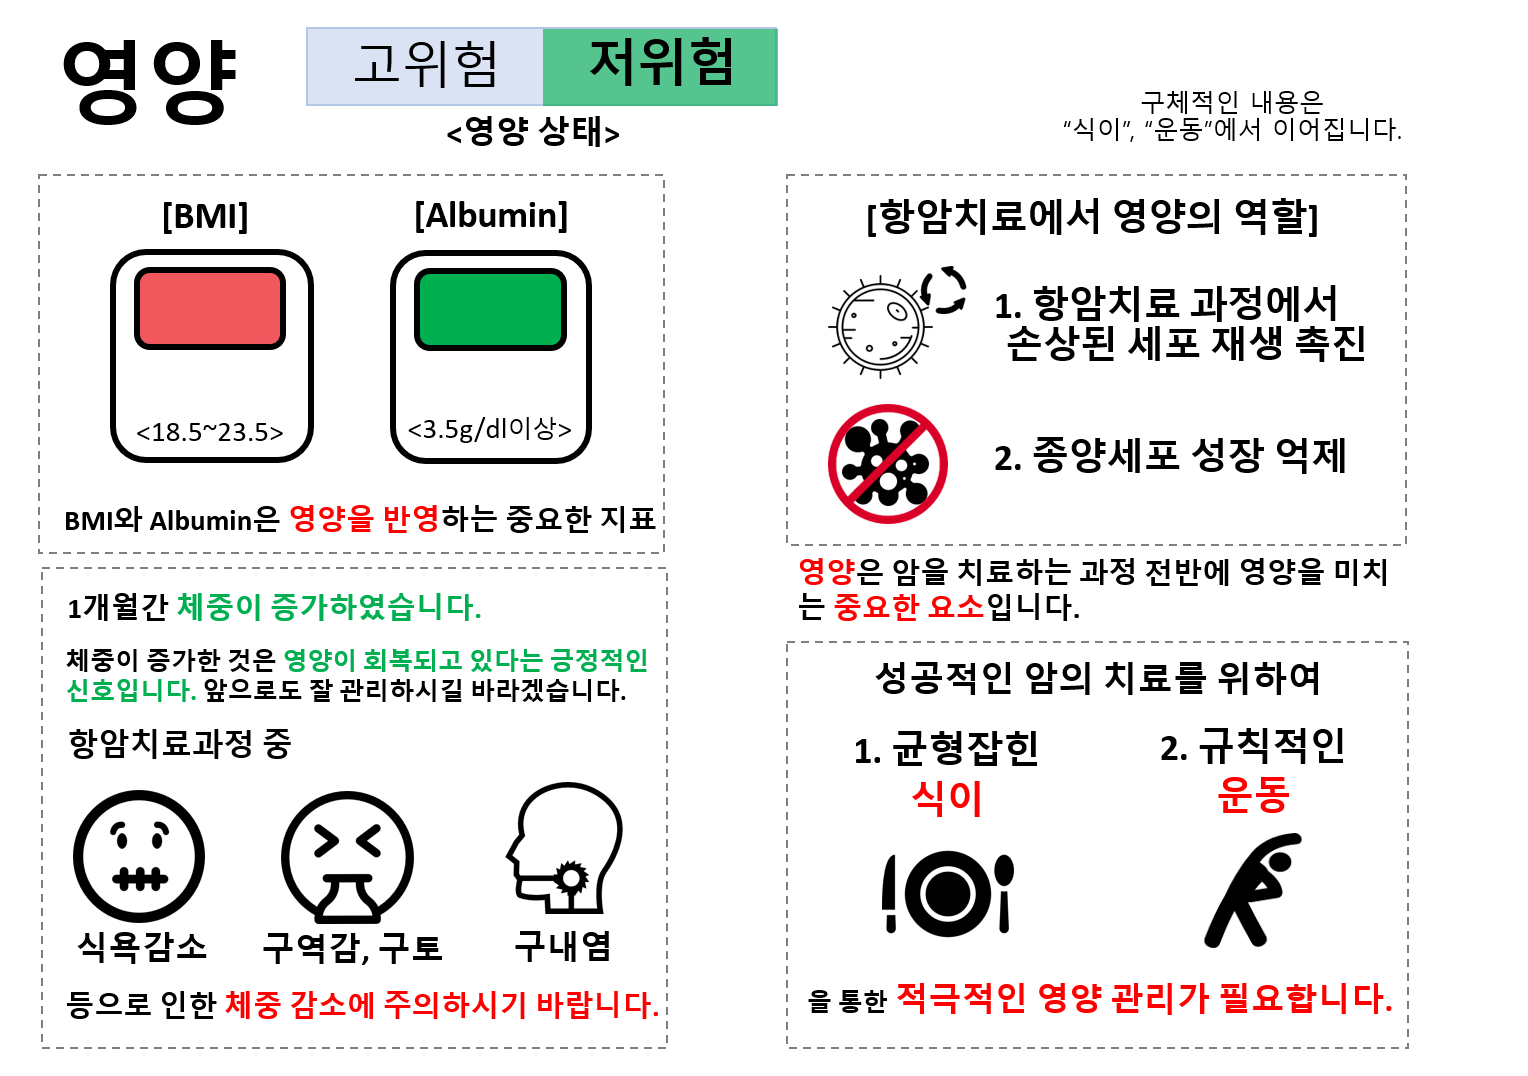 영양
고위험
저위험
<영양 상태>
구체적인 내용은
“식이”, “운동”에서 이어집니다.
[BMI]
[Albumin]
<18.5~23.5>
<3.5g/dl이상>
BMI와 Albumin은 영양을 반영하는 중요한 지표
1개월간 체중이 증가하였습니다.
체중이 증가한 것은 영양이 회복되고 있다는 긍정적인
신호입니다. 앞으로도 잘 관리하시길 바라겠습니다.
항암치료과정 중
식욕감소
구역감, 구토
구내염
등으로 인한 체중 감소에 주의하시기 바랍니다.
[항암치료에서 영양의 역할]
1. 항암치료 과정에서
손상된 세포 재생 촉진
2. 종양세포 성장 억제
영양은 암을 치료하는 과정 전반에 영양을 미치
는 중요한 요소입니다.
성공적인 암의 치료를 위하여
1. 균형잡힌
식이
2. 규칙적인
운동
을 통한 적극적인 영양 관리가 필요합니다.